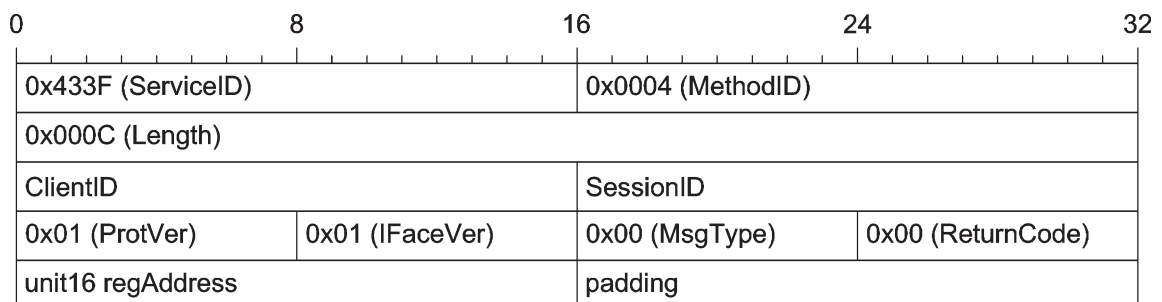 0 8 16 24 32
0x433F (ServiceID) 0x0004 (MethodID)
0x000C (Length)
ClientID SessionID
0x01 (ProtVer) 0x01 (IFaceVer) 0x00 (MsgType) 0x00 (ReturnCode)
unit16 regAddress padding